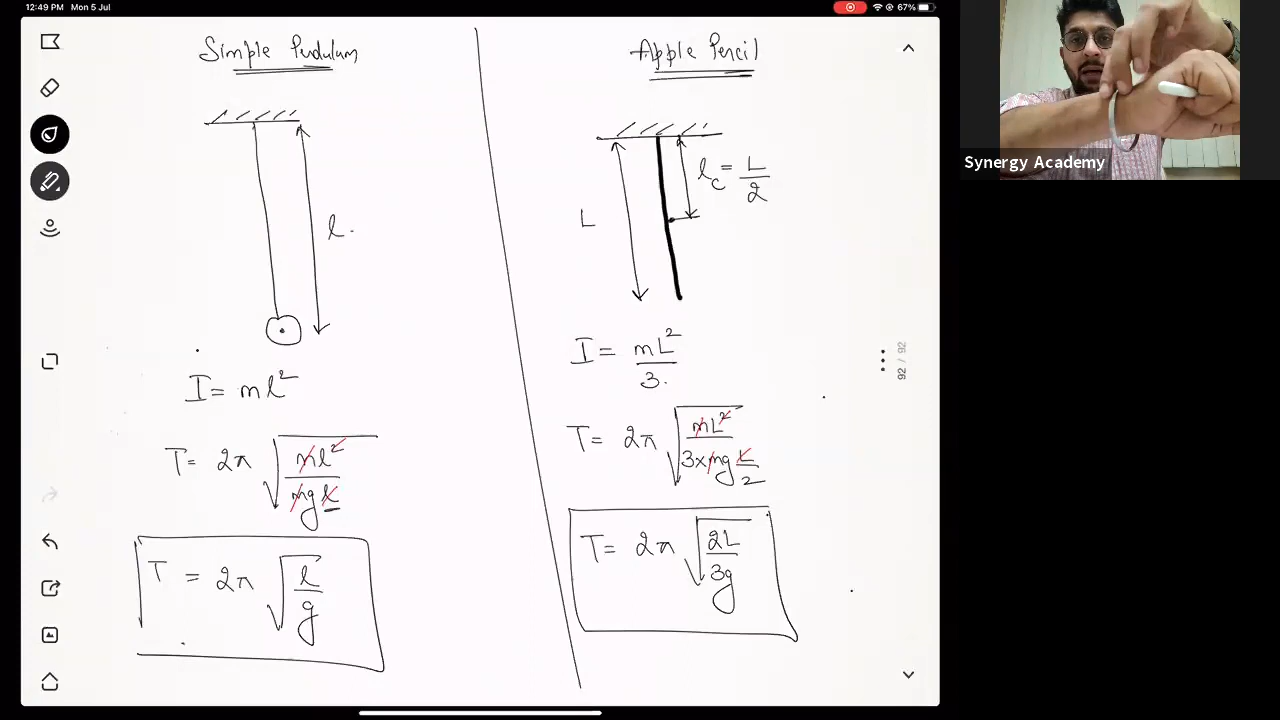 12:49 PM Mon 5 Jul
67%
Simple Pendulum
l.
I = ml²
T = 2π √(ml²/mgl)
T = 2π √(l/g)
Apple Pencil
L
l_c = L/2
I = mL²/3.
T = 2π √(mL²/3×mg L/2)
T = 2π √(2L/3g)
92 / 92
Synergy Academy